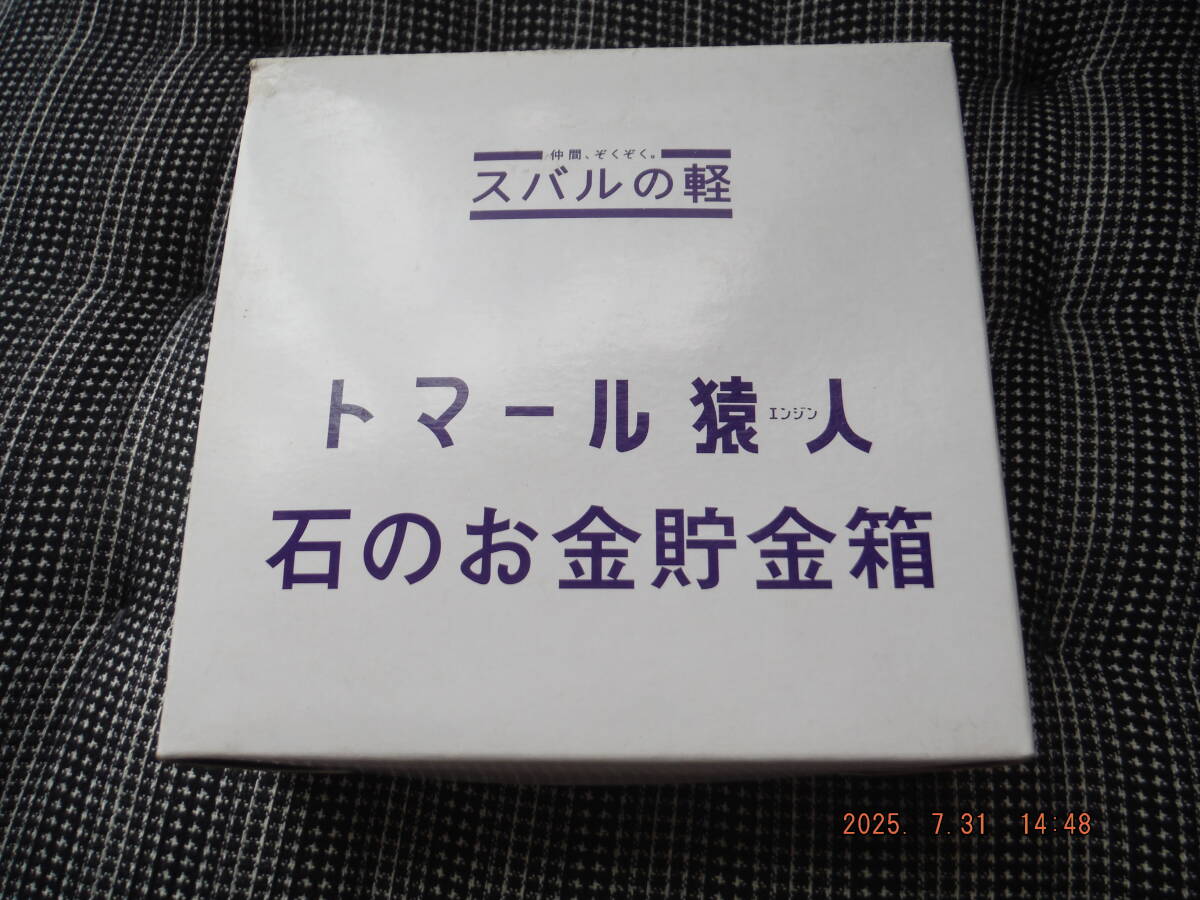 仲間、ぞくぞく。
スバルの軽
トマール 猿エンジン人
石のお金貯金箱
2025. 7.31 14:48